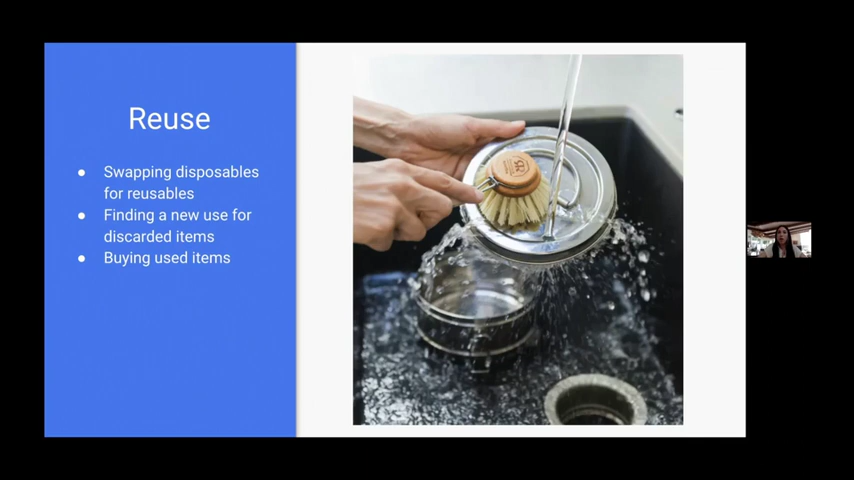 Reuse
● Swapping disposables
for reusables
● Finding a new use for
discarded items
● Buying used items